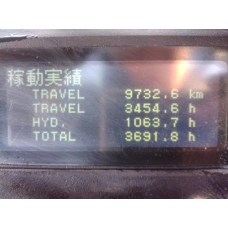 稼動実績
TRAVEL 9732.6 km
TRAVEL 3454.6 h
HYD. 1063.7 h
TOTAL 3691.8 h